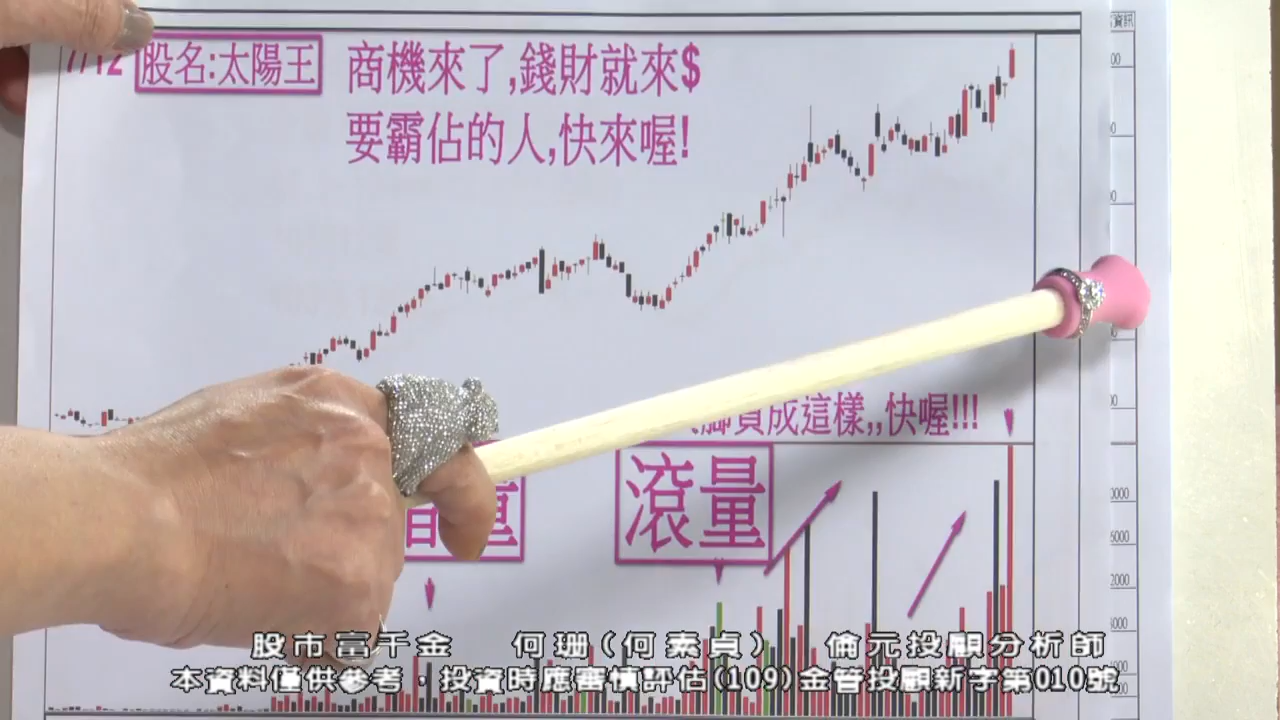 資訊
7/12 股名:太陽王
商機來了,錢財就來$
要霸佔的人,快來喔!
成這樣,,快喔!!!
滾量
股市富千金 何珊(何素貞) 倫元投顧分析師
本資料僅供參考,投資時應審慎評估(109)金管投顧新字第010號